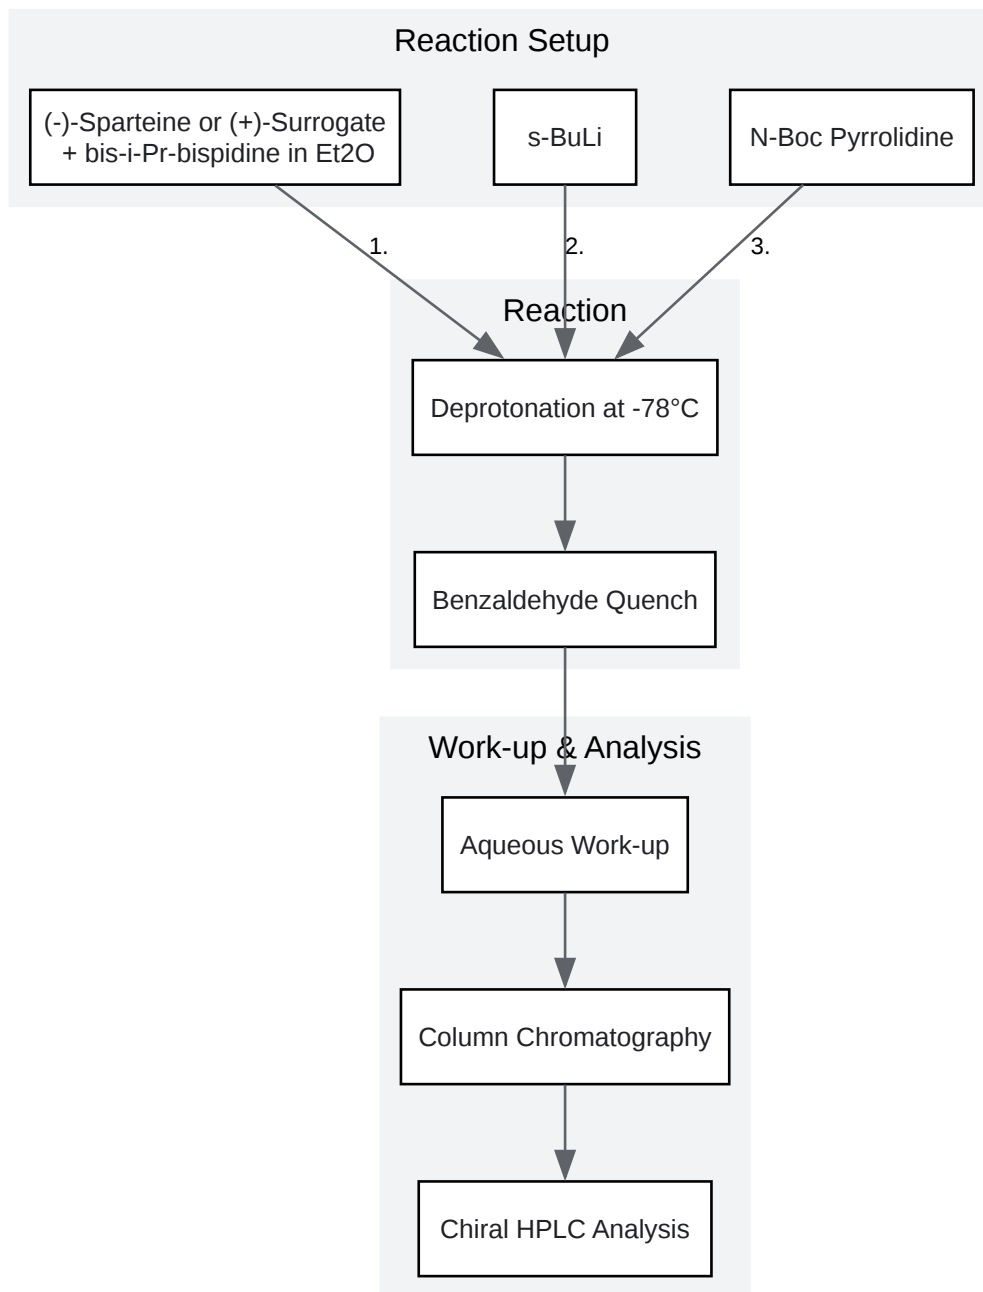 Reaction Setup
(-)-Sparteine or (+)-Surrogate
+ bis-i-Pr-bispidine in Et2O
s-BuLi
N-Boc Pyrrolidine
1.
2.
3.
Reaction
Deprotonation at -78°C
Benzaldehyde Quench
Work-up & Analysis
Aqueous Work-up
Column Chromatography
Chiral HPLC Analysis